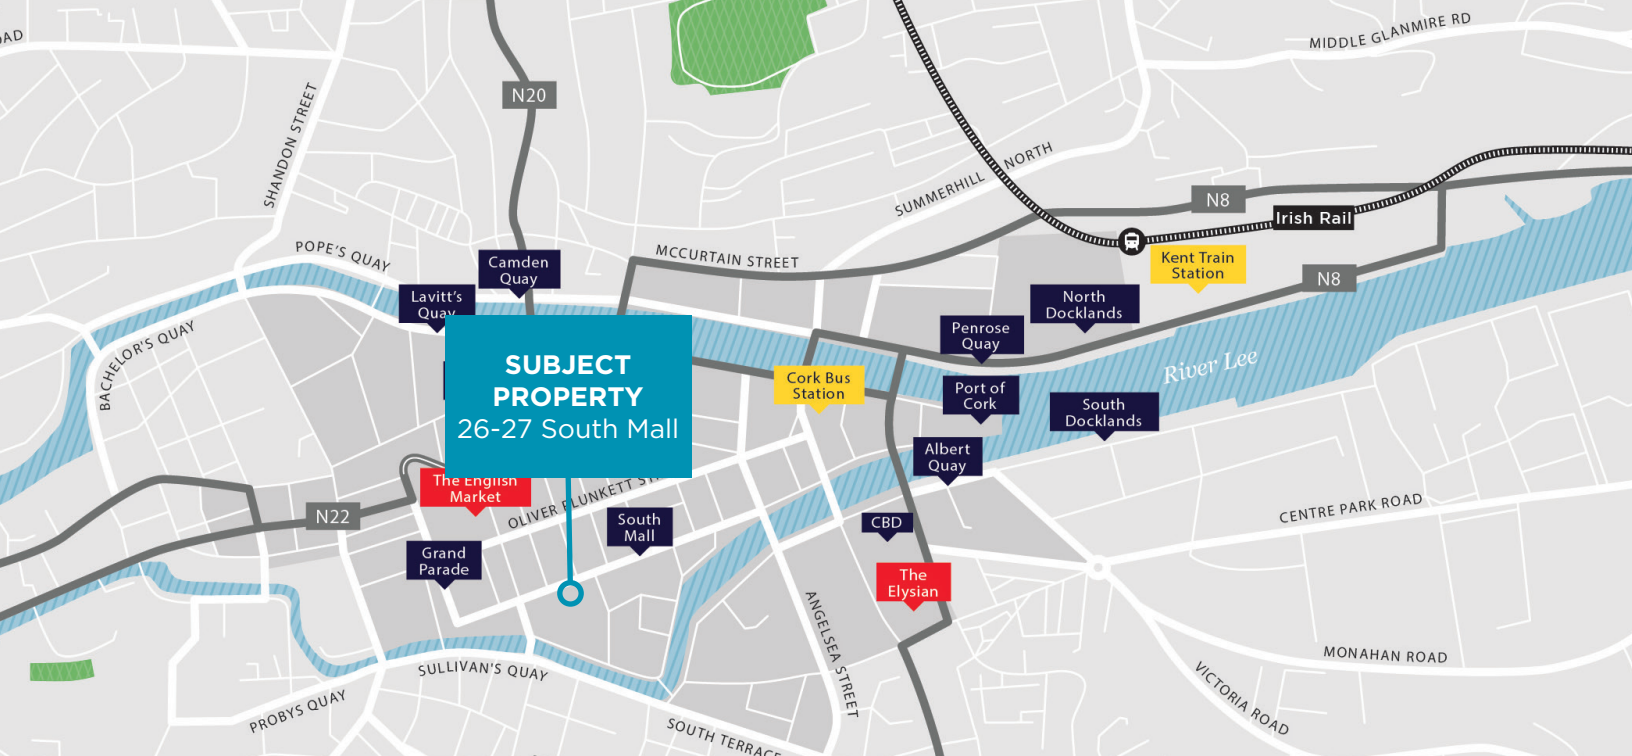 OAD
MIDDLE GLANMIRE RD
N20
SHANDON STREET
SUMMERHILL NORTH
N8
Irish Rail
POPE'S QUAY
Camden
Quay
MCCURTAIN STREET
Kent Train
Station
N8
Lavitt's
Quay
North
Docklands
BACHELOR'S QUAY
Penrose
Quay
SUBJECT
PROPERTY
26-27 South Mall
River Lee
Cork Bus
Station
Port of
Cork
South
Docklands
Albert
Quay
The English
Market
OLIVER PLUNKETT ST
N22
South
Mall
CBD
CENTRE PARK ROAD
Grand
Parade
The
Elysian
ANGELSEA STREET
MONAHAN ROAD
SULLIVAN'S QUAY
VICTORIA ROAD
PROBYS QUAY
SOUTH TERRACE